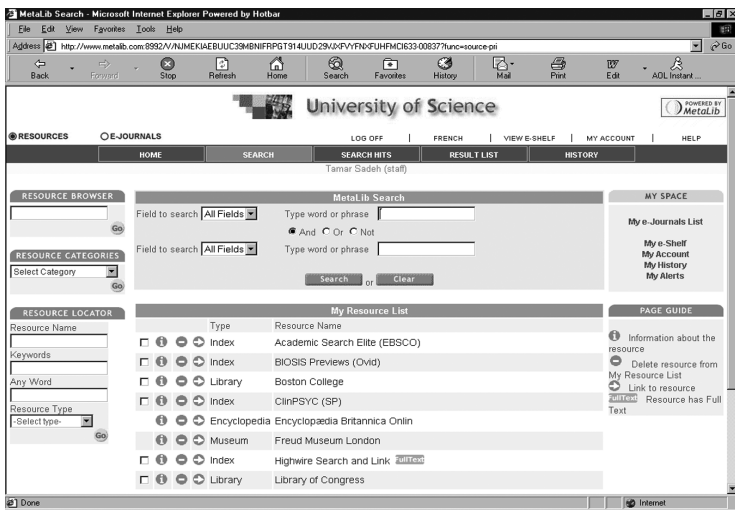 MetaLib Search - Microsoft Internet Explorer Powered by Hotbar
File Edit View Favorites Tools Help
Address http://www.metalib.com:8992/V/NJMEKIAEBUUC39MBNIFRPGT914UUD29VJXFVYFNXFUHFMCI633-00837?func=source-pri Go
Back Forward Stop Refresh Home Search Favorites History Mail Print Edit AOL Instant ...
University of Science
POWERED BY MetaLib
RESOURCES E-JOURNALS LOG OFF | FRENCH | VIEW E-SHELF | MY ACCOUNT | HELP
HOME SEARCH SEARCH HITS RESULT LIST HISTORY
Tamar Sadeh (staff)
RESOURCE BROWSER
Go
RESOURCE CATEGORIES
Select Category
Go
RESOURCE LOCATOR
Resource Name
Keywords
Any Word
Resource Type
-Select type-
Go
MetaLib Search
Field to search All Fields Type word or phrase
And Or Not
Field to search All Fields Type word or phrase
Search or Clear
My Resource List
Type Resource Name
Index Academic Search Elite (EBSCO)
Index BIOSIS Previews (Ovid)
Library Boston College
Index ClinPSYC (SP)
Encyclopedia Encyclopædia Britannica Onlin
Museum Freud Museum London
Index Highwire Search and Link FullText
Library Library of Congress
MY SPACE
My e-Journals List
My e-Shelf
My Account
My History
My Alerts
PAGE GUIDE
Information about the
resource
Delete resource from
My Resource List
Link to resource
FullText Resource has Full
Text
Done Internet